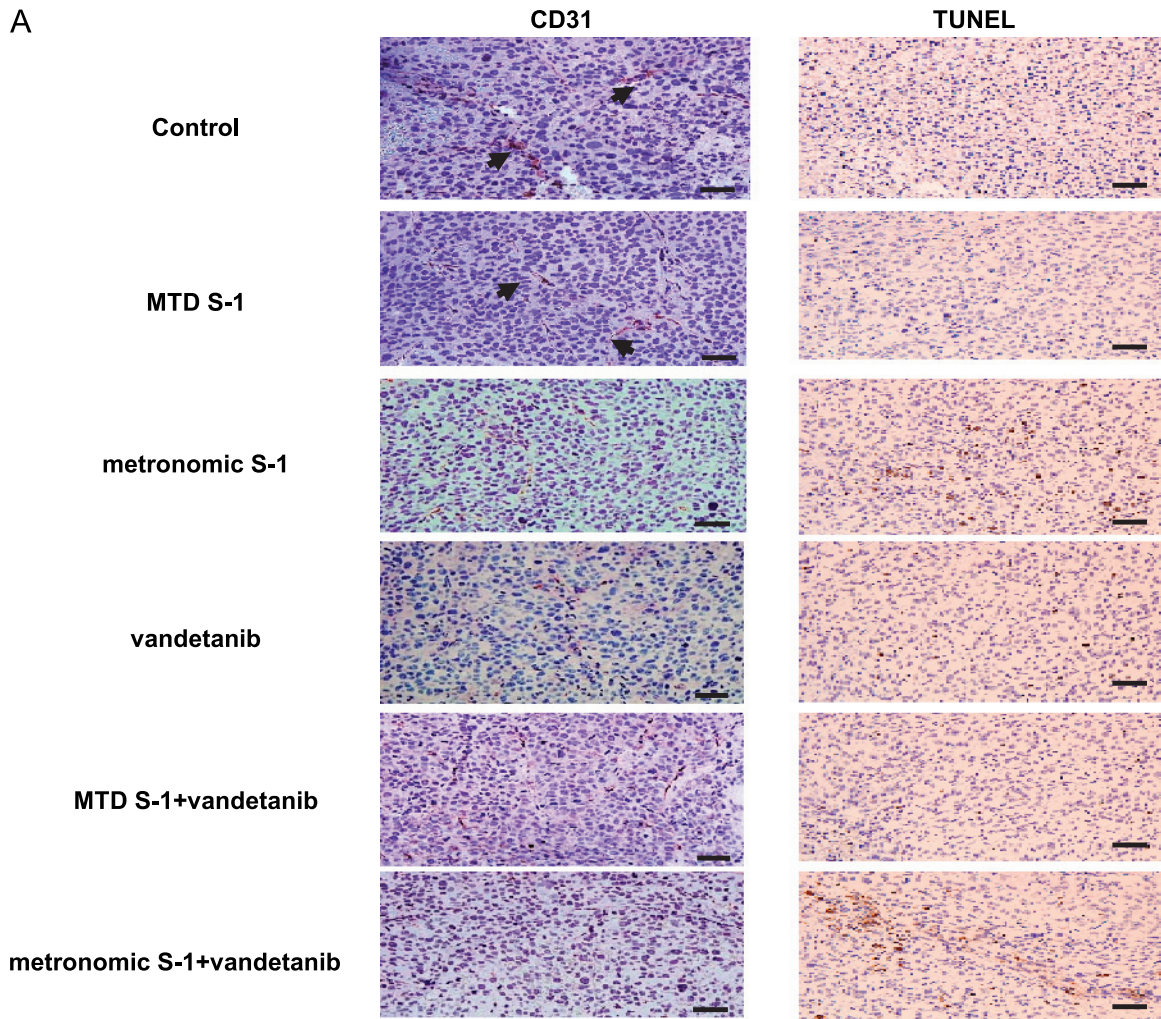 A
CD31 TUNEL
Control
MTD S-1
metronomic S-1
vandetanib
MTD S-1+vandetanib
metronomic S-1+vandetanib